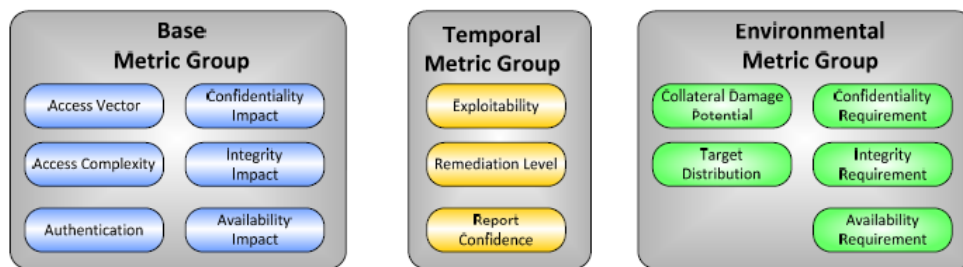 Base
Metric Group
Access Vector
Confidentiality
Impact
Access Complexity
Integrity
Impact
Authentication
Availability
Impact
Temporal
Metric Group
Exploitability
Remediation Level
Report
Confidence
Environmental
Metric Group
Collateral Damage
Potential
Confidentiality
Requirement
Target
Distribution
Integrity
Requirement
Availability
Requirement